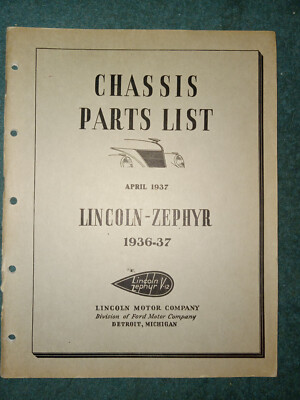 CHASSIS
PARTS LIST
APRIL 1937
LINCOLN-ZEPHYR
1936-37
Lincoln
Zephyr V12
LINCOLN MOTOR COMPANY
Division of Ford Motor Company
DETROIT, MICHIGAN